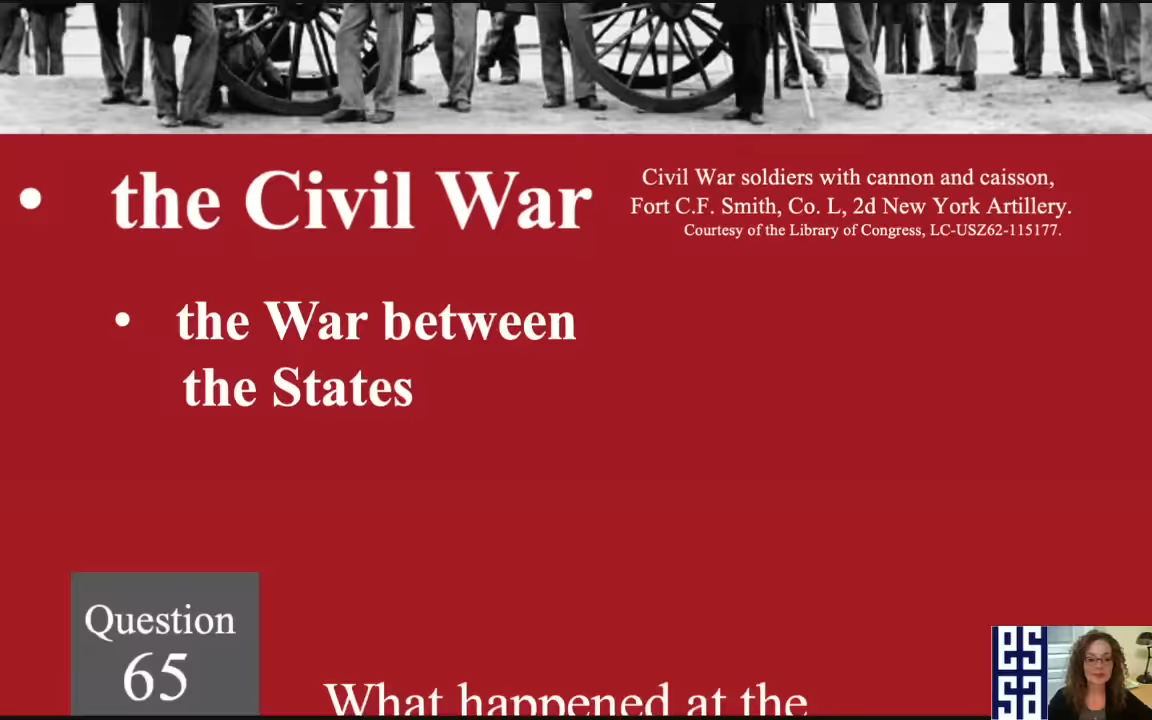 • the Civil War
Civil War soldiers with cannon and caisson,
Fort C.F. Smith, Co. L, 2d New York Artillery.
Courtesy of the Library of Congress, LC-USZ62-115177.
• the War between
the States
Question
65
What happened at the